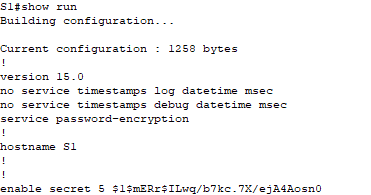 S1#show run
Building configuration...
Current configuration : 1258 bytes
!
version 15.0
no service timestamps log datetime msec
no service timestamps debug datetime msec
service password-encryption
!
hostname S1
!
!
enable secret 5 $1$mERr$ILwq/b7kc.7X/ejA4Aosn0